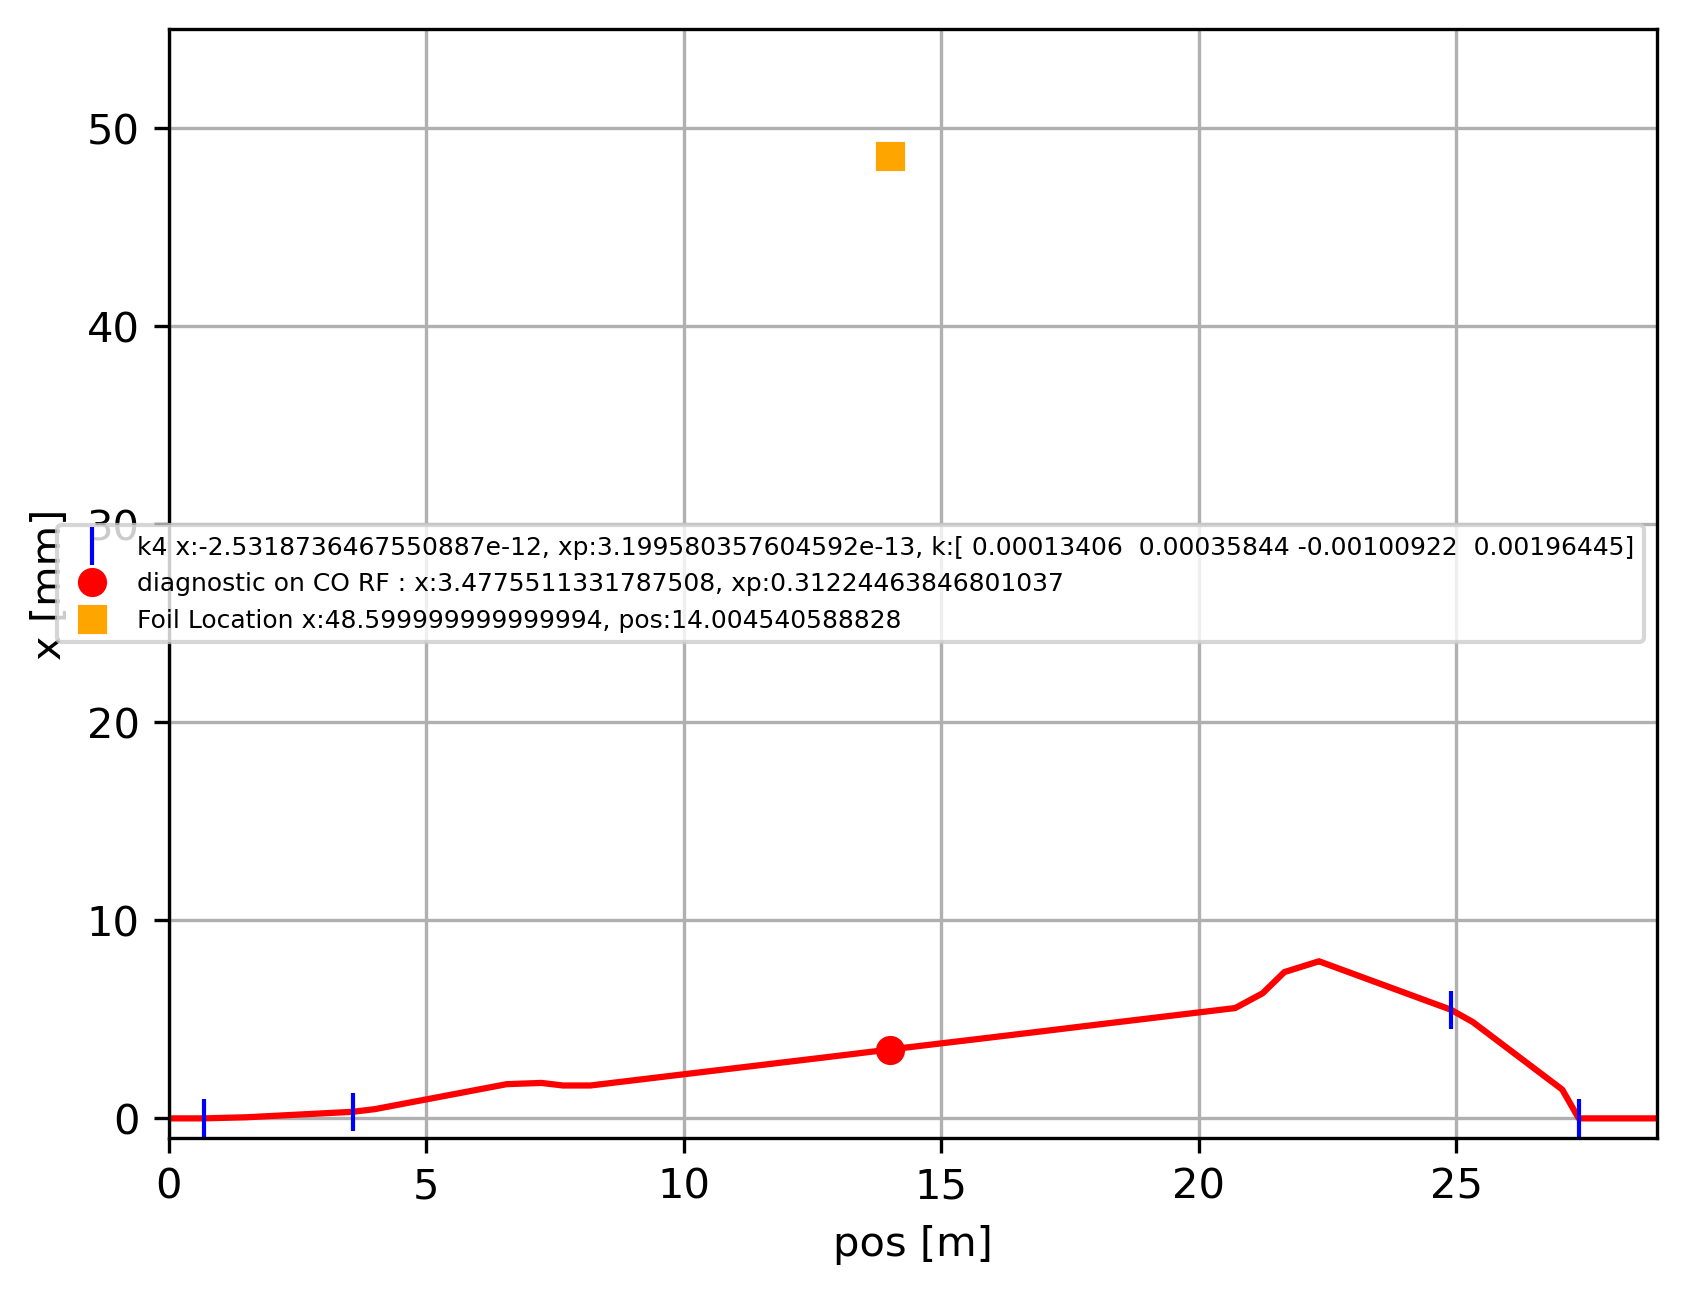 50
40
30
k4 x:-2.5318736467550887e-12, xp:3.199580357604592e-13, k:[ 0.00013406  0.00035844 -0.00100922  0.00196445]
diagnostic on CO RF : x:3.4775511331787508, xp:0.31224463846801037
Foil Location x:48.599999999999994, pos:14.004540588828
x [mm]
20
10
0
0 5 10 15 20 25
pos [m]